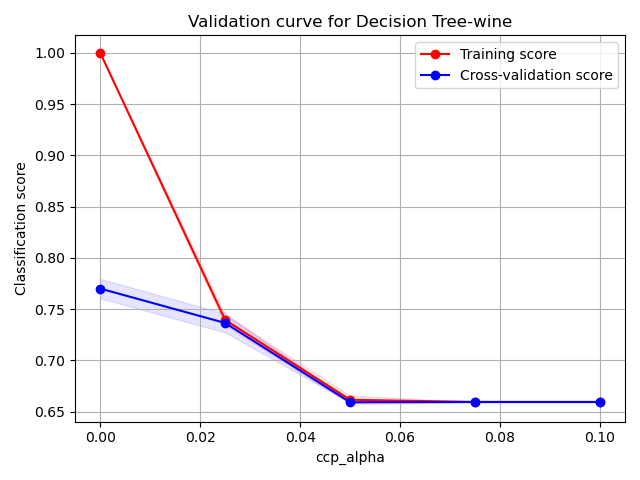 Validation curve for Decision Tree-wine
Training score
Cross-validation score
Classification score
1.00
0.95
0.90
0.85
0.80
0.75
0.70
0.65
0.00 0.02 0.04 0.06 0.08 0.10
ccp_alpha